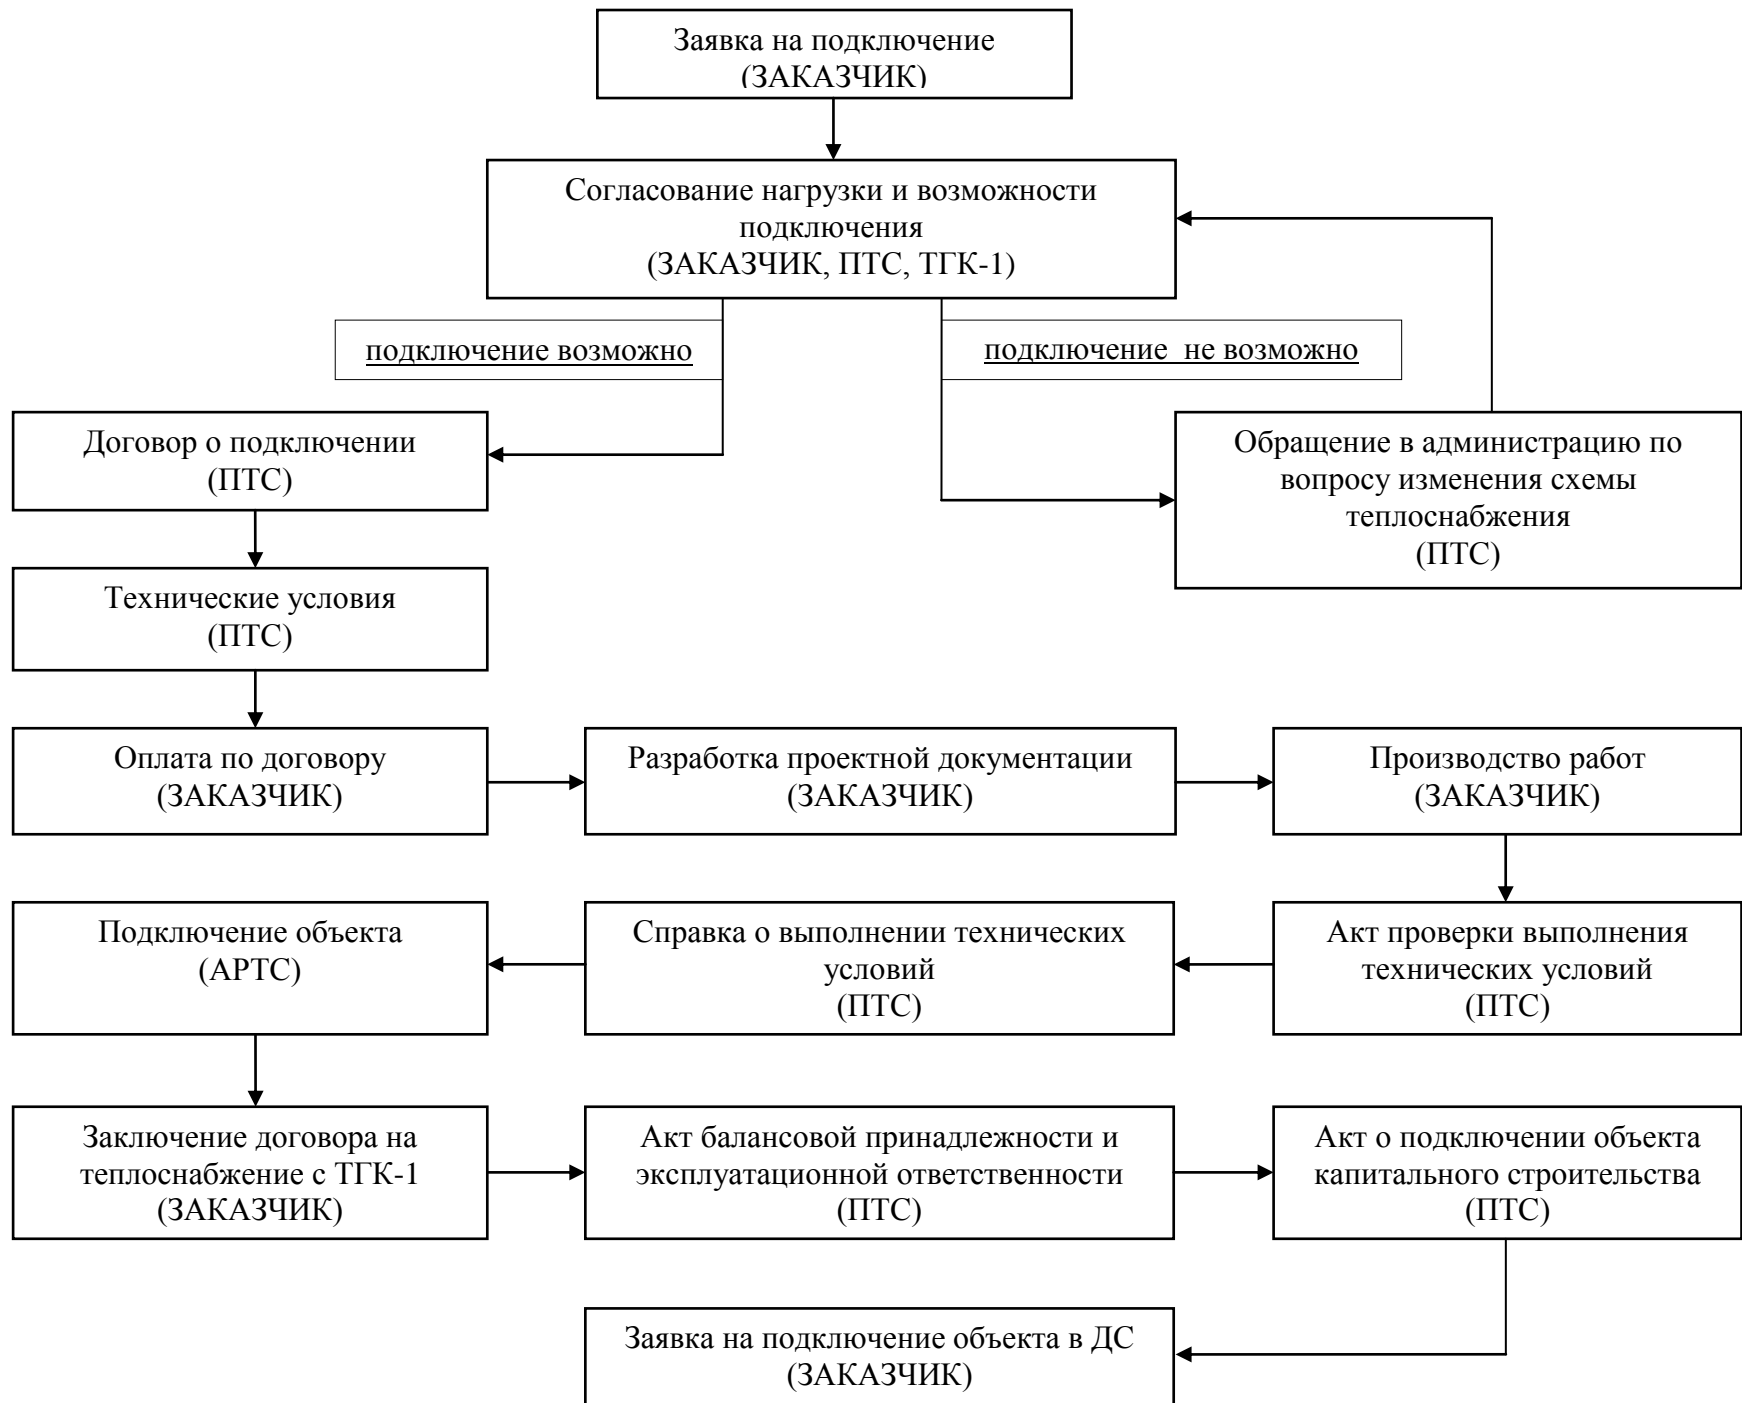 Заявка на подключение
(ЗАКАЗЧИК)
Согласование нагрузки и возможности
подключения
(ЗАКАЗЧИК, ПТС, ТГК-1)
подключение возможно
подключение не возможно
Договор о подключении
(ПТС)
Обращение в администрацию по
вопросу изменения схемы
теплоснабжения
(ПТС)
Технические условия
(ПТС)
Оплата по договору
(ЗАКАЗЧИК)
Разработка проектной документации
(ЗАКАЗЧИК)
Производство работ
(ЗАКАЗЧИК)
Подключение объекта
(АРТС)
Справка о выполнении технических
условий
(ПТС)
Акт проверки выполнения
технических условий
(ПТС)
Заключение договора на
теплоснабжение с ТГК-1
(ЗАКАЗЧИК)
Акт балансовой принадлежности и
эксплуатационной ответственности
(ПТС)
Акт о подключении объекта
капитального строительства
(ПТС)
Заявка на подключение объекта в ДС
(ЗАКАЗЧИК)